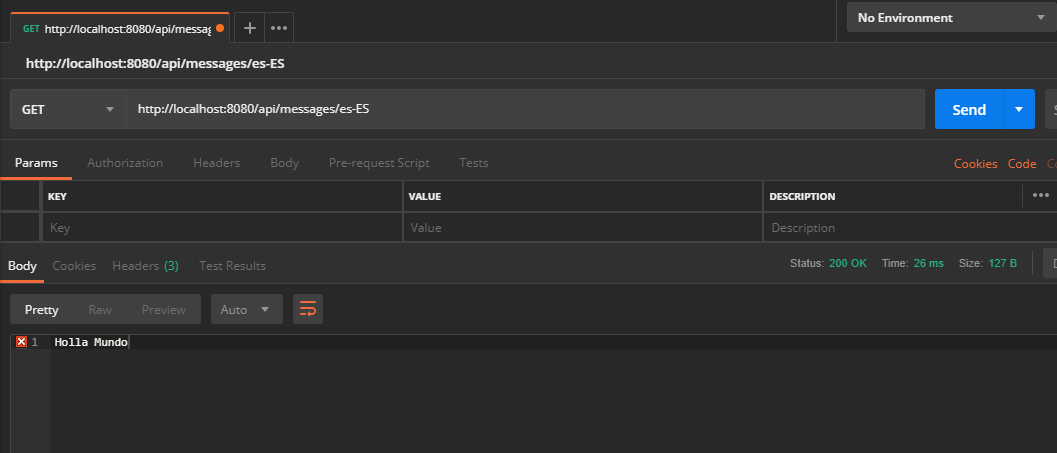 GET http://localhost:8080/api/messag No Environment
http://localhost:8080/api/messages/es-ES
GET http://localhost:8080/api/messages/es-ES Send
Params Authorization Headers Body Pre-request Script Tests Cookies Code
KEY VALUE DESCRIPTION
Key Value Description
Body Cookies Headers (3) Test Results Status: 200 OK Time: 26 ms Size: 127 B
Pretty Raw Preview Auto
1 Holla Mundo